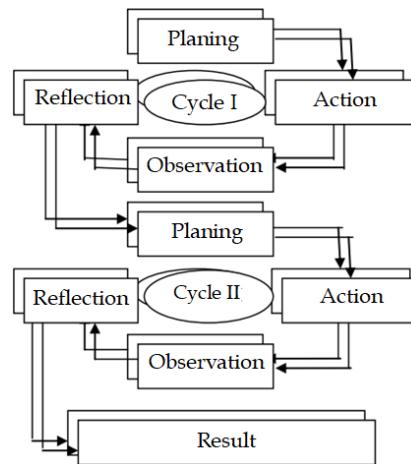 Planing
Reflection
Cycle I
Action
Observation
Planing
Reflection
Cycle II
Action
Observation
Result